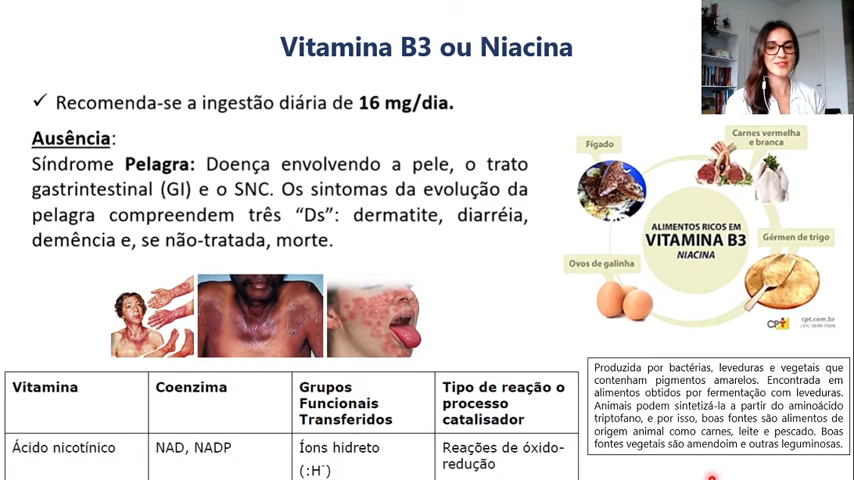 Vitamina B3 ou Niacina
✓ Recomenda-se a ingestão diária de 16 mg/dia.
Ausência:
Síndrome Pelagra: Doença envolvendo a pele, o trato
gastrintestinal (GI) e o SNC. Os sintomas da evolução da
pelagra compreendem três “Ds”: dermatite, diarréia,
demência e, se não-tratada, morte.
Fígado
Carnes vermelha
e branca
ALIMENTOS RICOS EM
VITAMINA B3
NIACINA
Gérmen de trigo
Ovos de galinha
CPT
cpt.com.br
Vitamina
Coenzima
Grupos
Funcionais
Transferidos
Tipo de reação o
processo
catalisador
Ácido nicotínico
NAD, NADP
Íons hidreto
(:H⁻)
Reações de óxido-
redução
Produzida por bactérias, leveduras e vegetais que
contenham pigmentos amarelos. Encontrada em
alimentos obtidos por fermentação com leveduras.
Animais podem sintetizá-la a partir do aminoácido
triptofano, e por isso, boas fontes são alimentos de
origem animal como carnes, leite e pescado. Boas
fontes vegetais são amendoim e outras leguminosas.